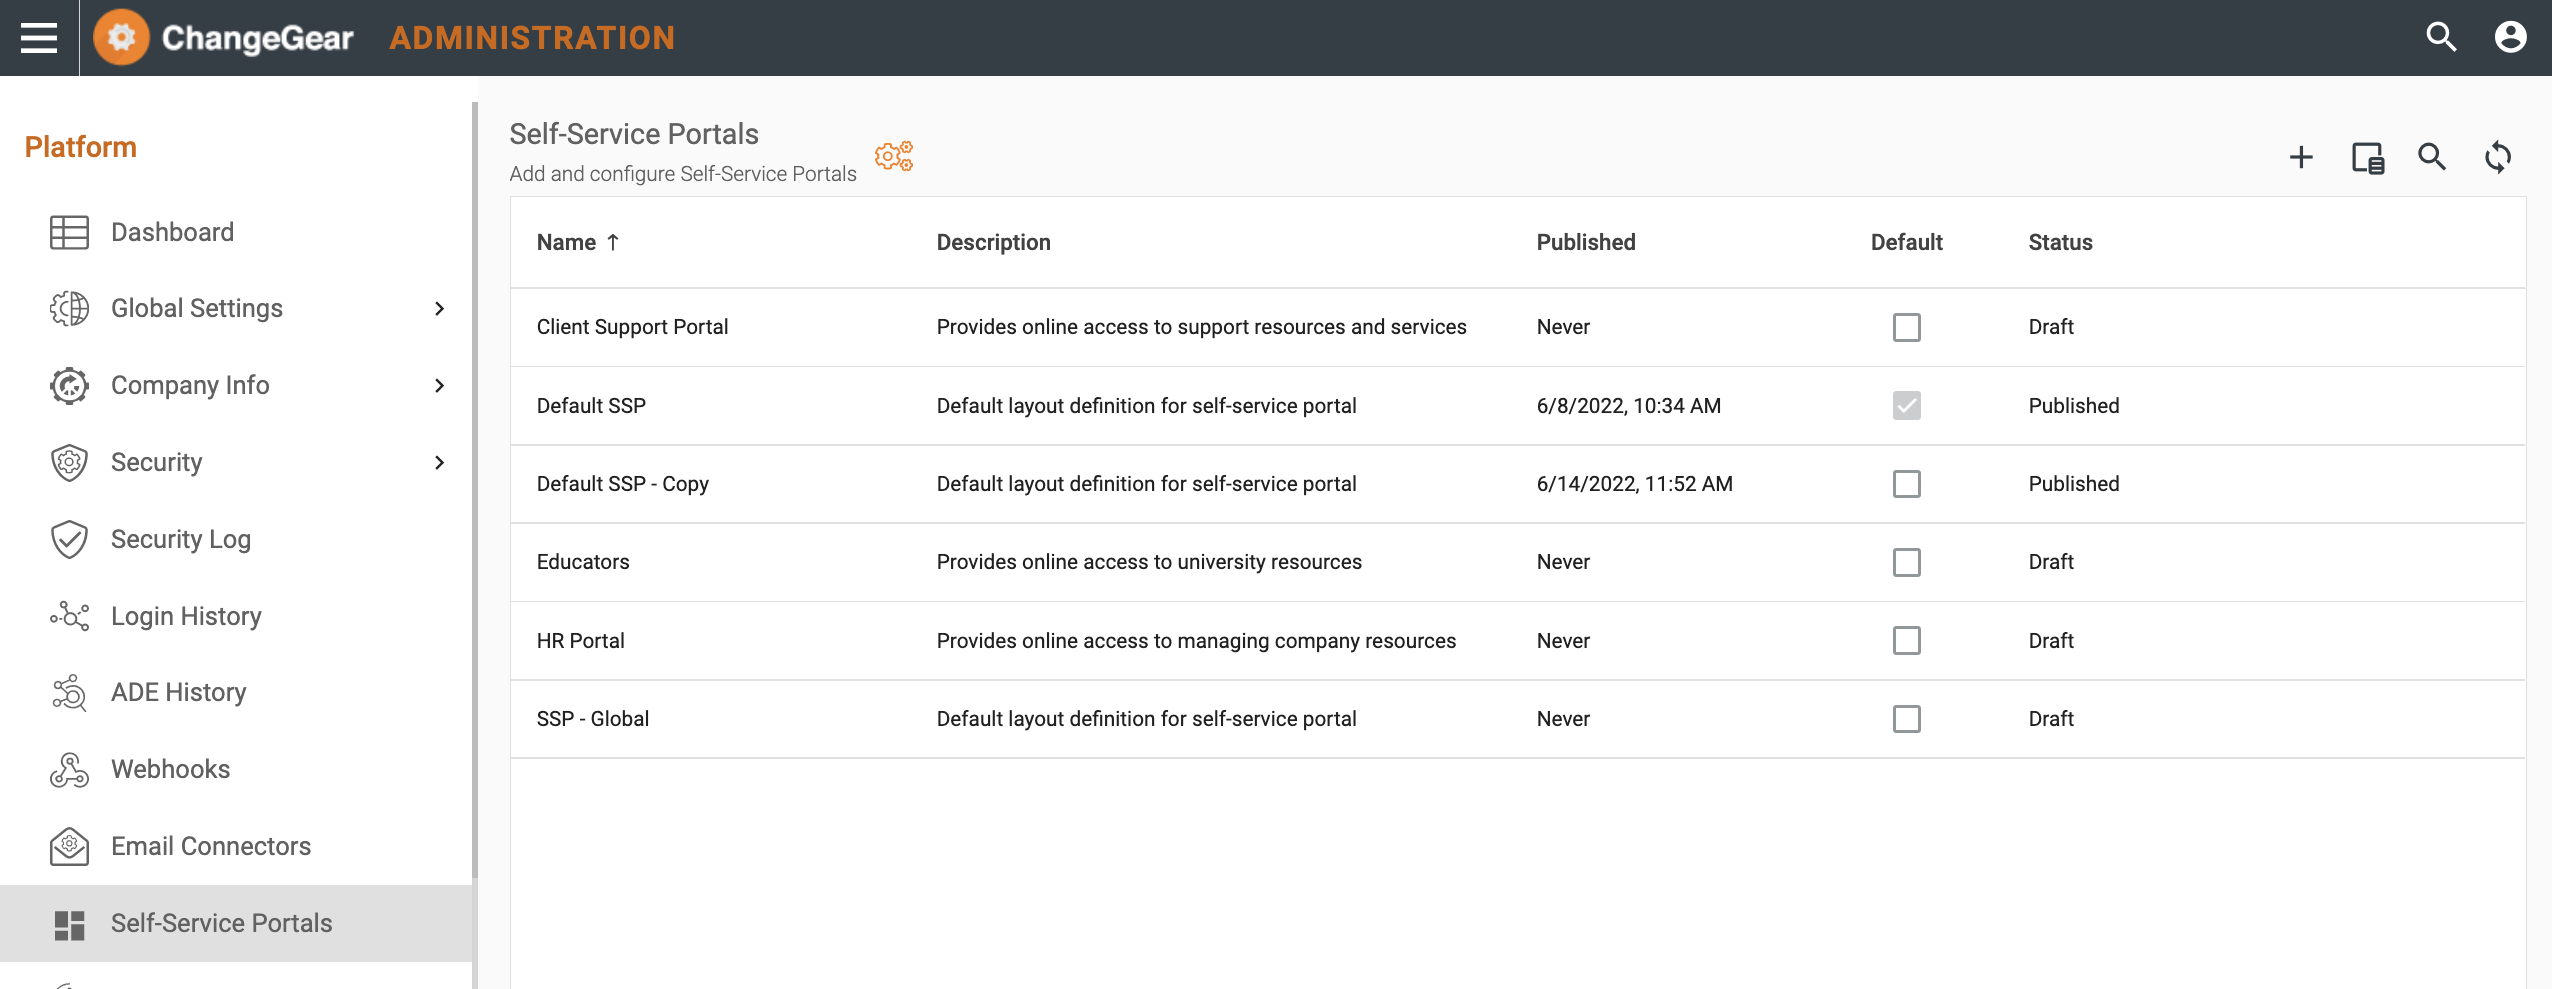 ChangeGear ADMINISTRATION
Platform
Dashboard
Global Settings
Company Info
Security
Security Log
Login History
ADE History
Webhooks
Email Connectors
Self-Service Portals
Self-Service Portals
Add and configure Self-Service Portals
Name ↑ Description Published Default Status
Client Support Portal Provides online access to support resources and services Never Draft
Default SSP Default layout definition for self-service portal 6/8/2022, 10:34 AM Published
Default SSP - Copy Default layout definition for self-service portal 6/14/2022, 11:52 AM Published
Educators Provides online access to university resources Never Draft
HR Portal Provides online access to managing company resources Never Draft
SSP - Global Default layout definition for self-service portal Never Draft